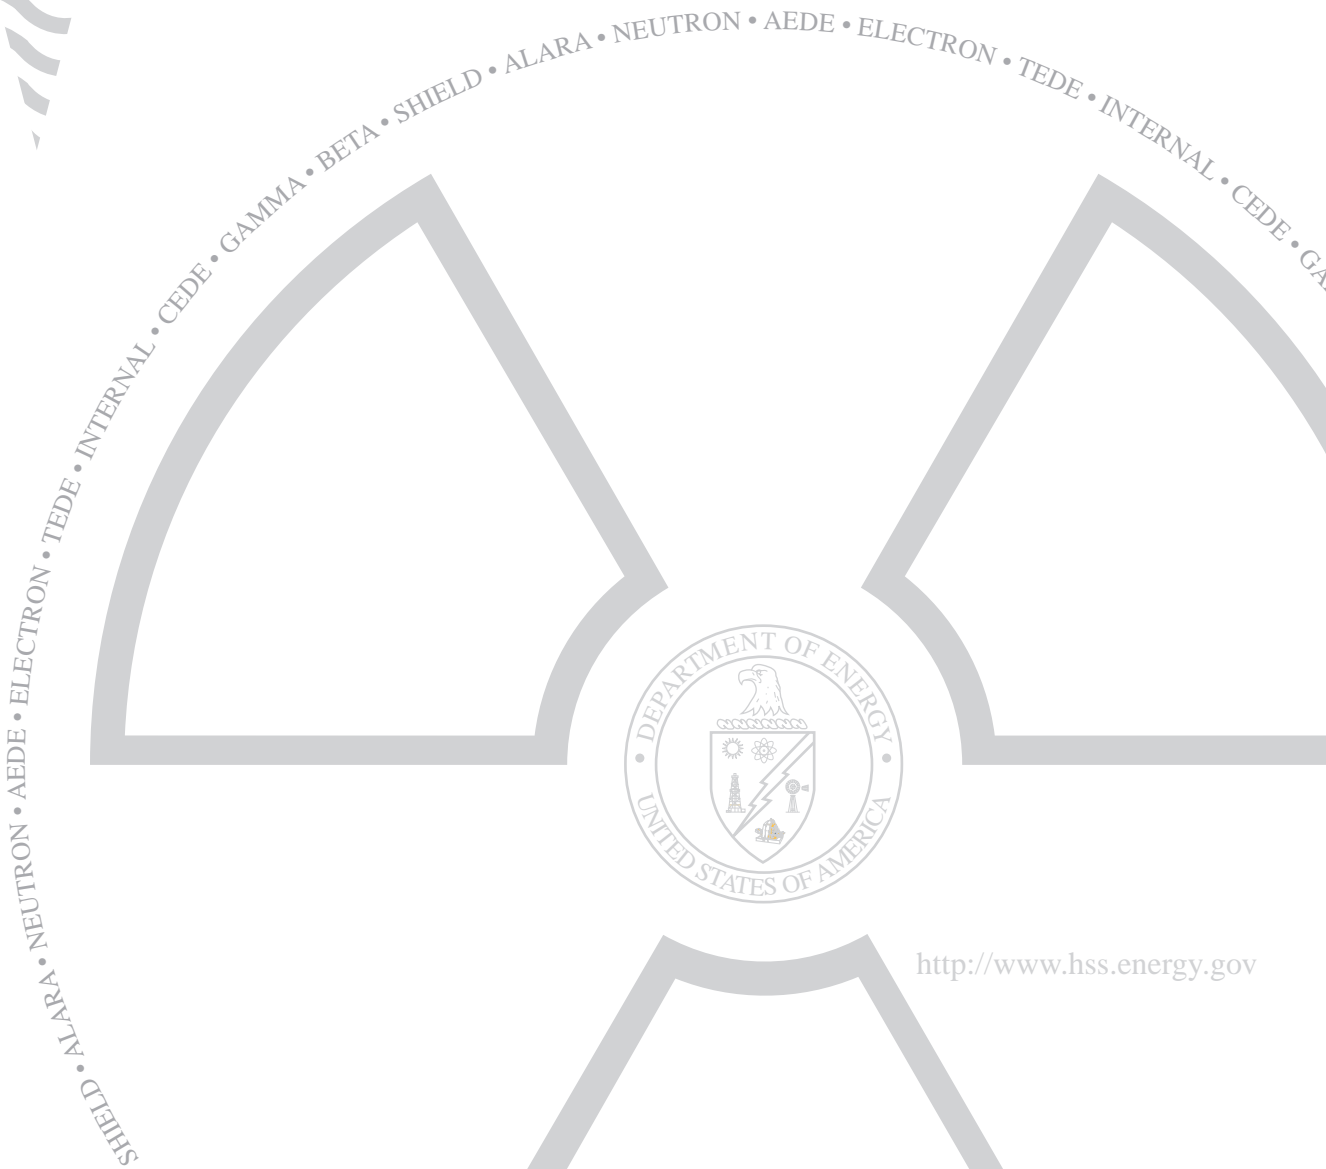 SHIELD • ALARA • NEUTRON • AEDE • ELECTRON • TEDE • INTERNAL • CEDE • GAMMA • BETA • SHIELD • ALARA • NEUTRON • AEDE • ELECTRON • TEDE • INTERNAL • CEDE •
• DEPARTMENT OF ENERGY •
UNITED STATES OF AMERICA
http://www.hss.energy.gov